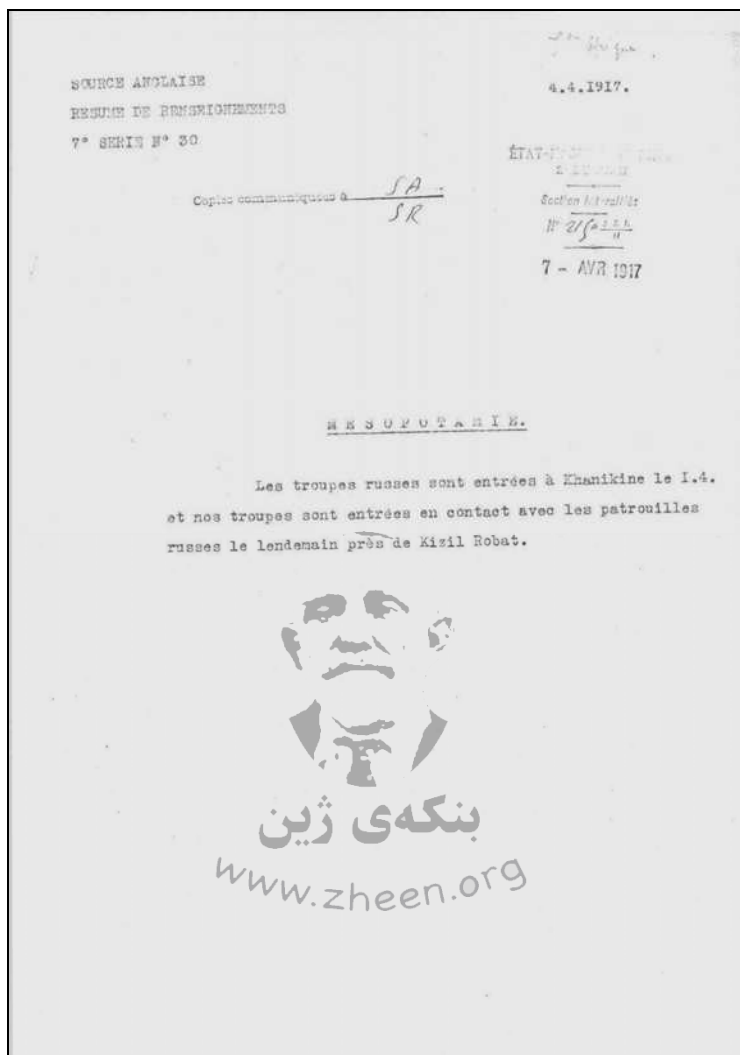 SOURCE ANGLAISE
RESUME DE RENSEIGNEMENTS
7° SERIE N° 30
4.4.1917.
Copies communiquées à SA.
SR
Section
N°
7 - AVR 1917
MESOPOTAMIE.
Les troupes russes sont entrées à Khanikine le I.4.
et nos troupes sont entrées en contact avec les patrouilles
russes le lendemain près de Kizil Robat.
بنکەی ژین
www.zheen.org